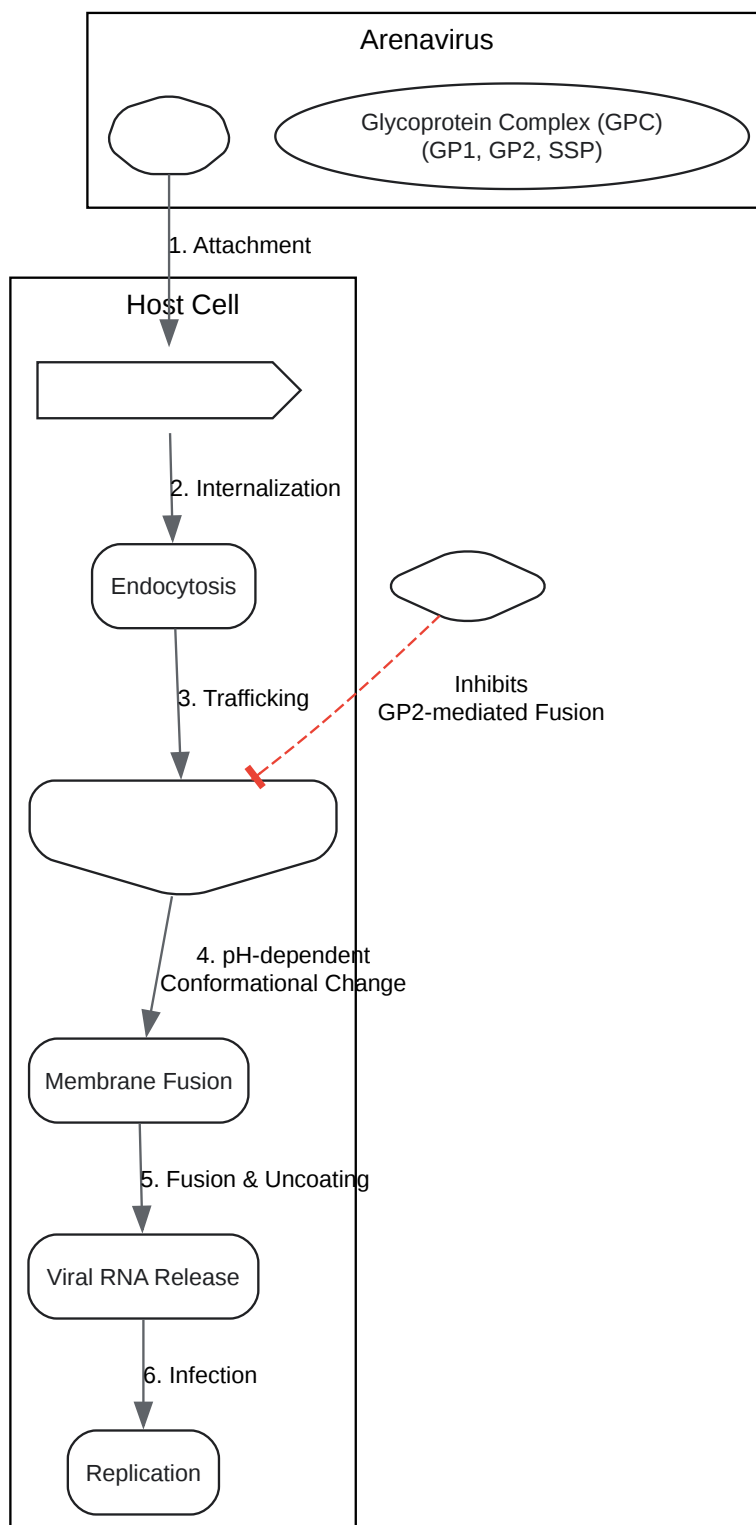 Arenavirus
Glycoprotein Complex (GPC)
(GP1, GP2, SSP)
1. Attachment
Host Cell
2. Internalization
Endocytosis
3. Trafficking
Inhibits
GP2-mediated Fusion
4. pH-dependent
Conformational Change
Membrane Fusion
5. Fusion & Uncoating
Viral RNA Release
6. Infection
Replication